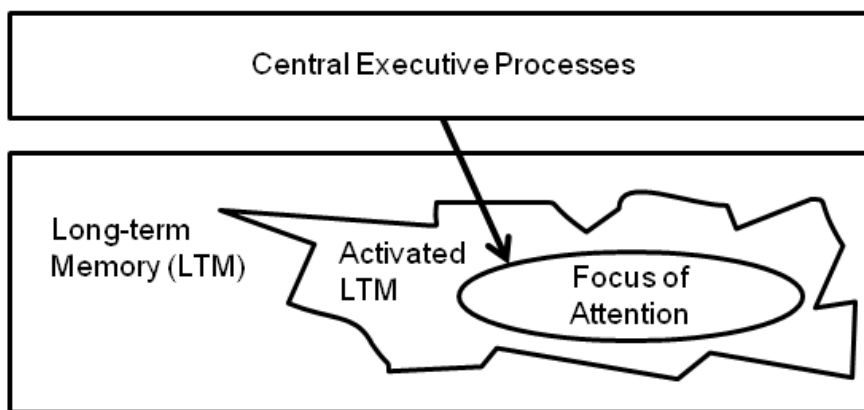 Central Executive Processes
Long-term
Memory (LTM)
Activated
LTM
Focus of
Attention